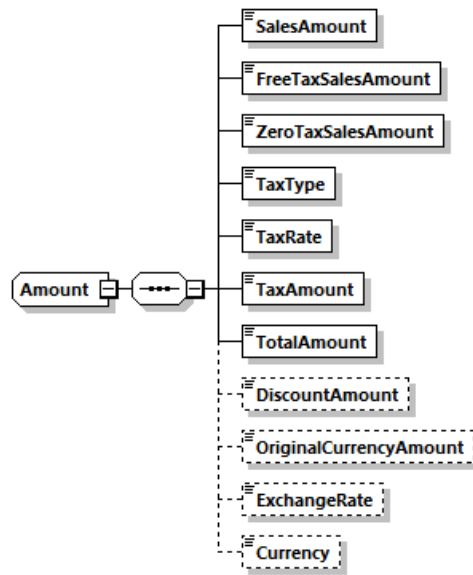 SalesAmount
FreeTaxSalesAmount
ZeroTaxSalesAmount
TaxType
TaxRate
Amount
TaxAmount
TotalAmount
DiscountAmount
OriginalCurrencyAmount
ExchangeRate
Currency